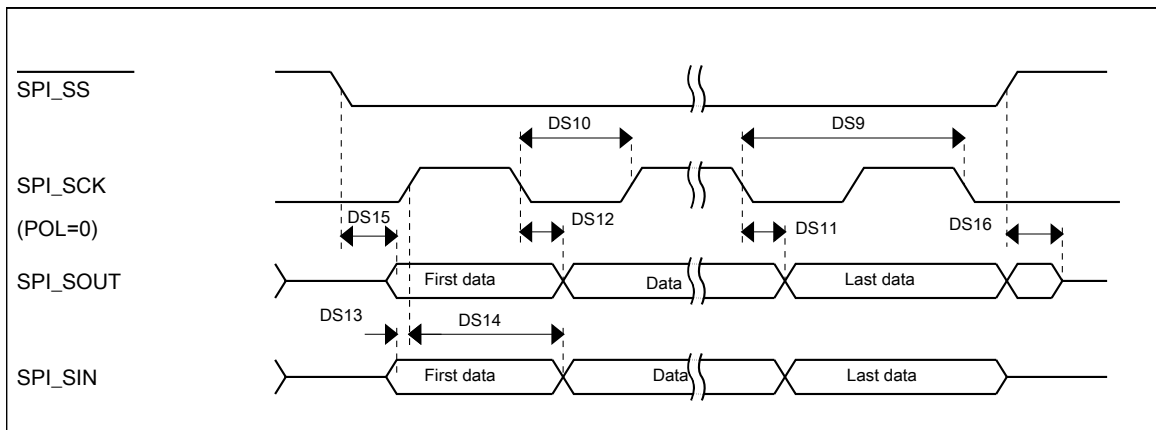 SPI_SS
DS10
DS9
SPI_SCK
(POL=0)
DS15
DS12
DS11
DS16
SPI_SOUT
First data
Data
Last data
DS13
DS14
SPI_SIN
First data
Data
Last data